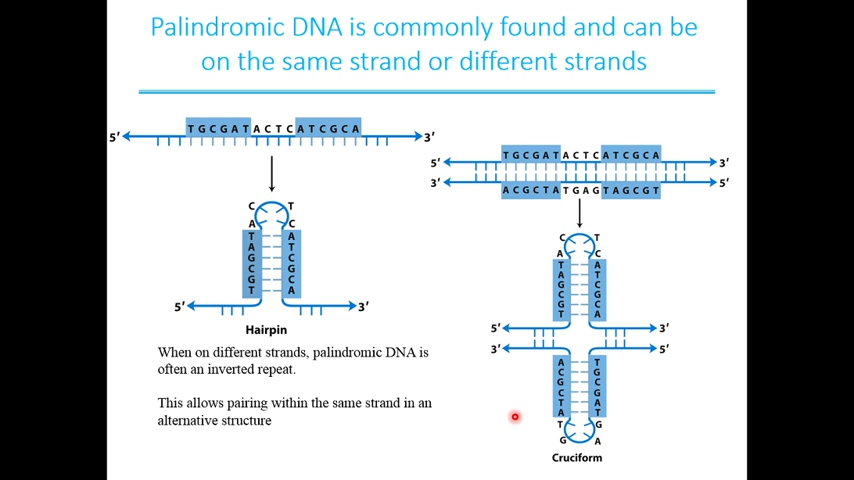 Palindromic DNA is commonly found and can be
on the same strand or different strands
5′ TGCGATACTCATCGCA 3′
C T
A C
T A
A T
G C
C G
G C
T A
5′ 3′
Hairpin
When on different strands, palindromic DNA is
often an inverted repeat.
This allows pairing within the same strand in an
alternative structure
TGCGATACTCATCGCA
5′ 3′
3′ 5′
ACGCTATGAGTAGCGT
C T
A C
T A
A T
G C
C G
G C
T A
5′ 3′
3′ 5′
A T
C G
G C
C G
T A
A T
T G
G A
Cruciform